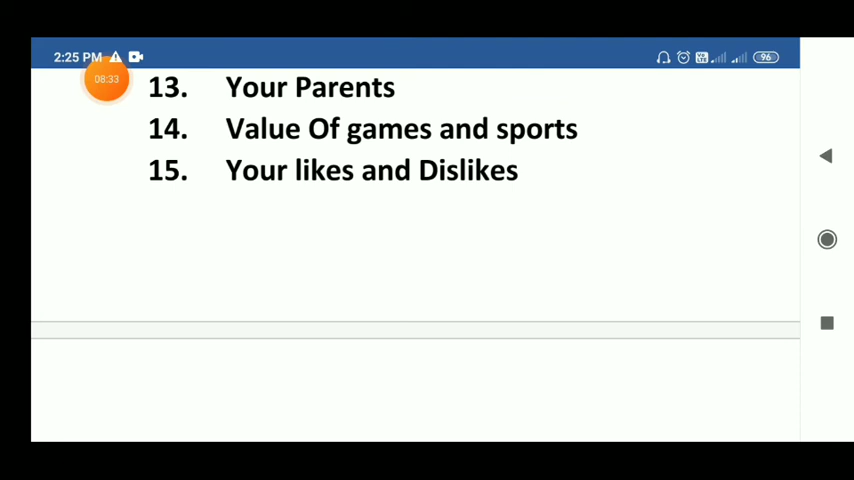 2:25 PM
96
08:33
13. Your Parents
14. Value Of games and sports
15. Your likes and Dislikes